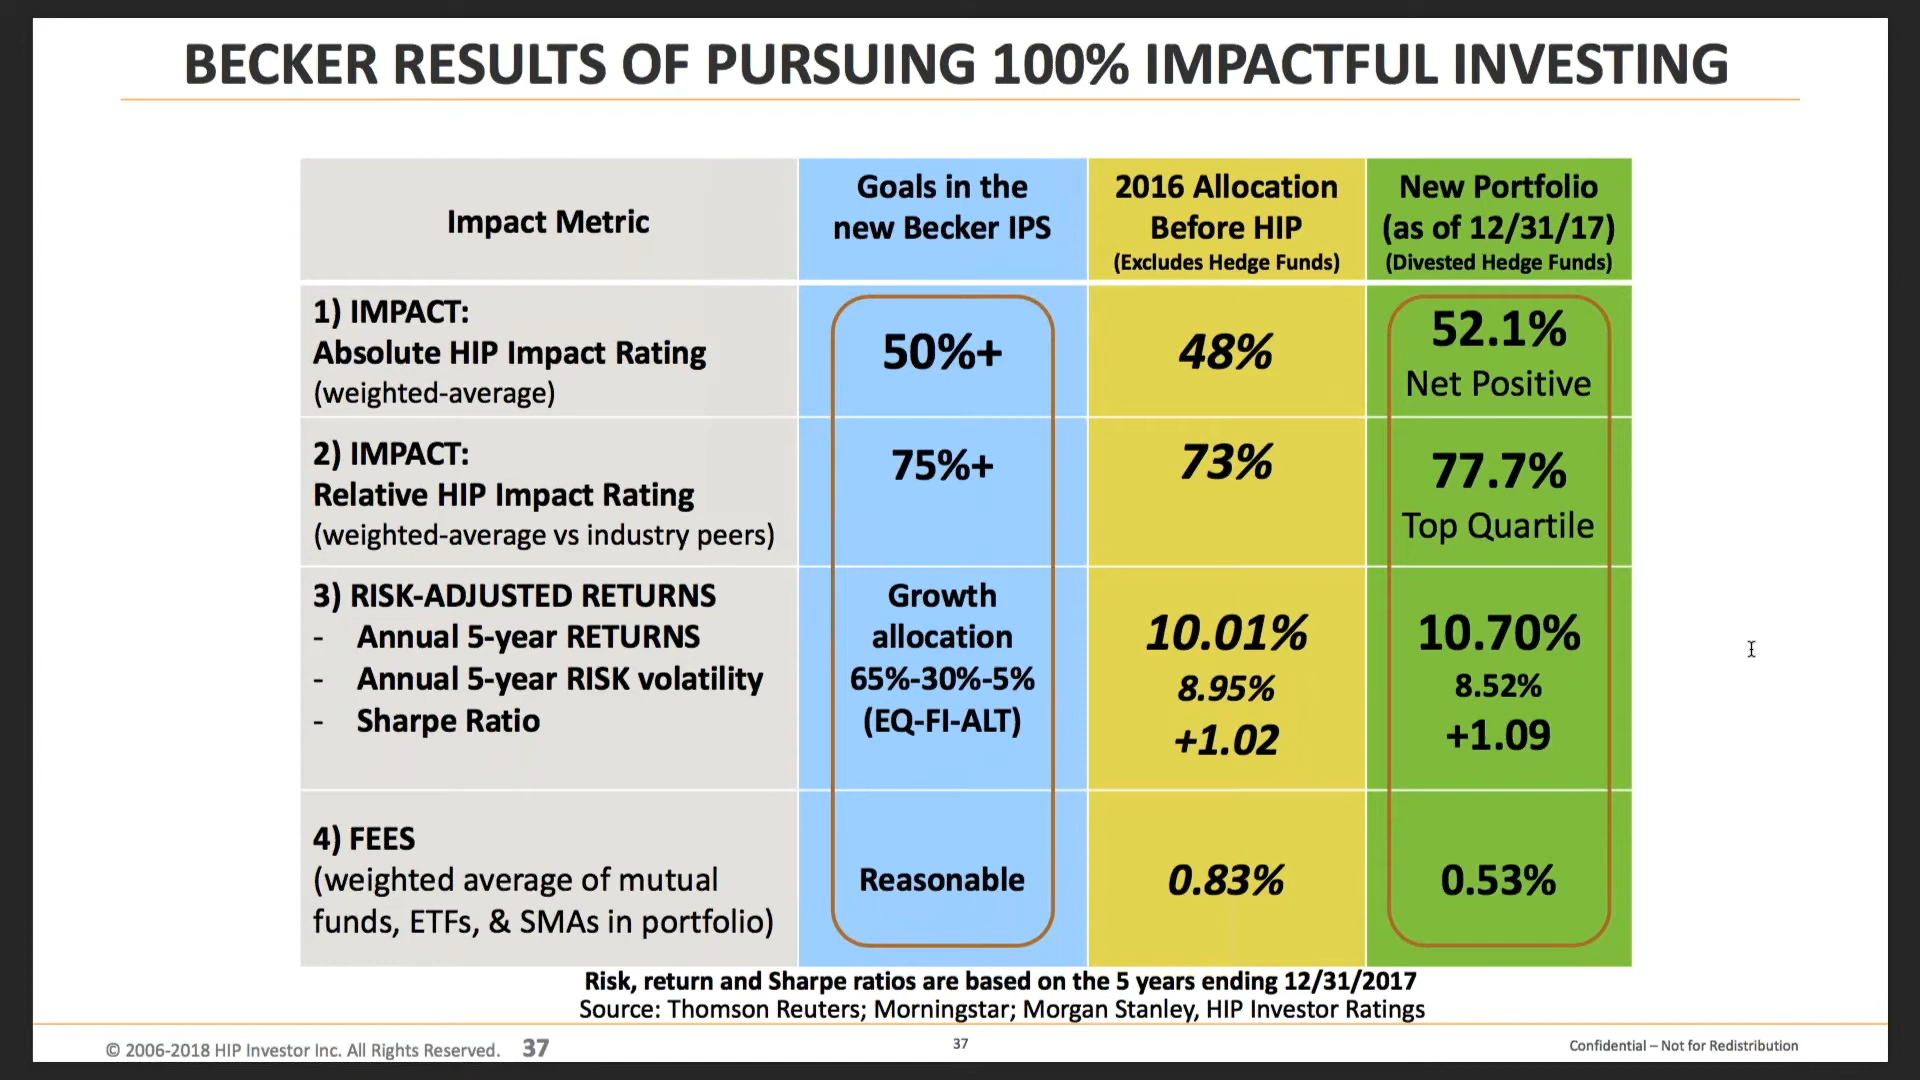 BECKER RESULTS OF PURSUING 100% IMPACTFUL INVESTING
Impact Metric
Goals in the
new Becker IPS
2016 Allocation
Before HIP
(Excludes Hedge Funds)
New Portfolio
(as of 12/31/17)
(Divested Hedge Funds)
1) IMPACT:
Absolute HIP Impact Rating
(weighted-average)
50%+
48%
52.1%
Net Positive
2) IMPACT:
Relative HIP Impact Rating
(weighted-average vs industry peers)
75%+
73%
77.7%
Top Quartile
3) RISK-ADJUSTED RETURNS
- Annual 5-year RETURNS
- Annual 5-year RISK volatility
- Sharpe Ratio
Growth
allocation
65%-30%-5%
(EQ-FI-ALT)
10.01%
8.95%
+1.02
10.70%
8.52%
+1.09
4) FEES
(weighted average of mutual
funds, ETFs, & SMAs in portfolio)
Reasonable
0.83%
0.53%
Risk, return and Sharpe ratios are based on the 5 years ending 12/31/2017
Source: Thomson Reuters; Morningstar; Morgan Stanley, HIP Investor Ratings
© 2006-2018 HIP Investor Inc. All Rights Reserved. 37
37
Confidential – Not for Redistribution